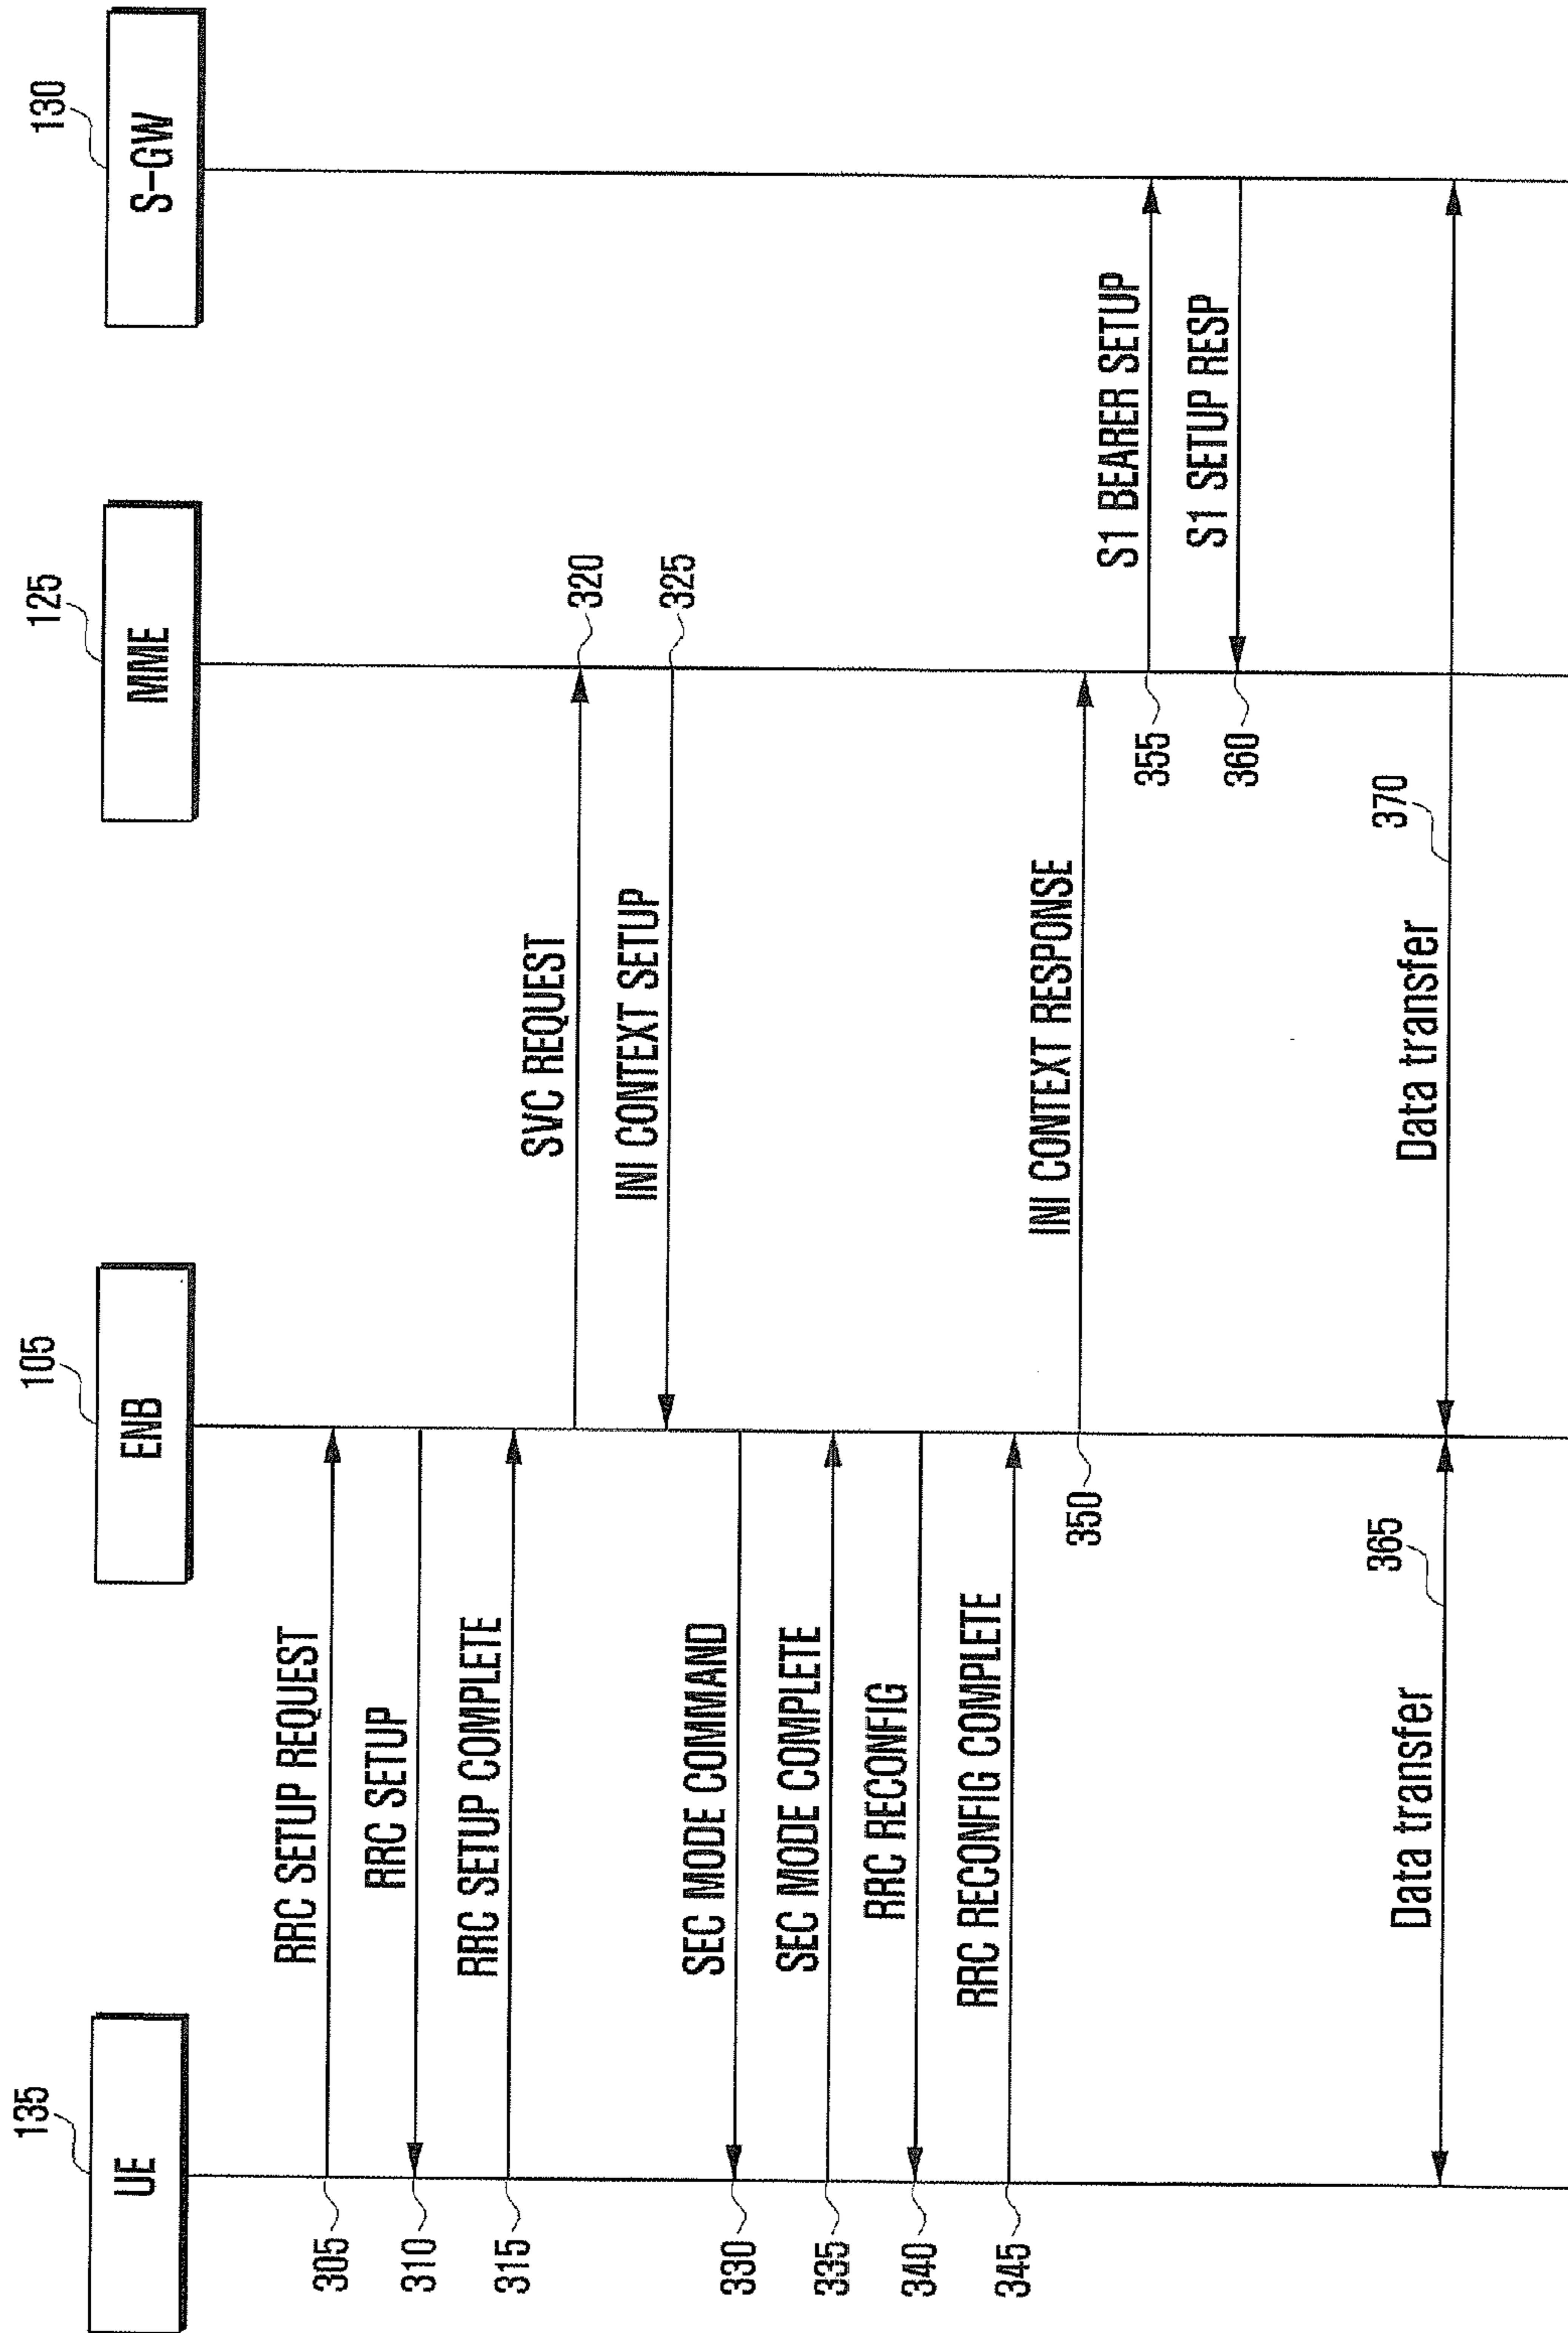 135
105
125
130
UE
ENB
MME
S-GW
RRC SETUP REQUEST
305
RRC SETUP
310
RRC SETUP COMPLETE
315
SVC REQUEST
320
INI CONTEXT SETUP
325
SEC MODE COMMAND
330
SEC MODE COMPLETE
335
RRC RECONFIG
340
RRC RECONFIG COMPLETE
345
INI CONTEXT RESPONSE
350
S1 BEARER SETUP
355
S1 SETUP RESP
360
Data transfer
365
Data transfer
370